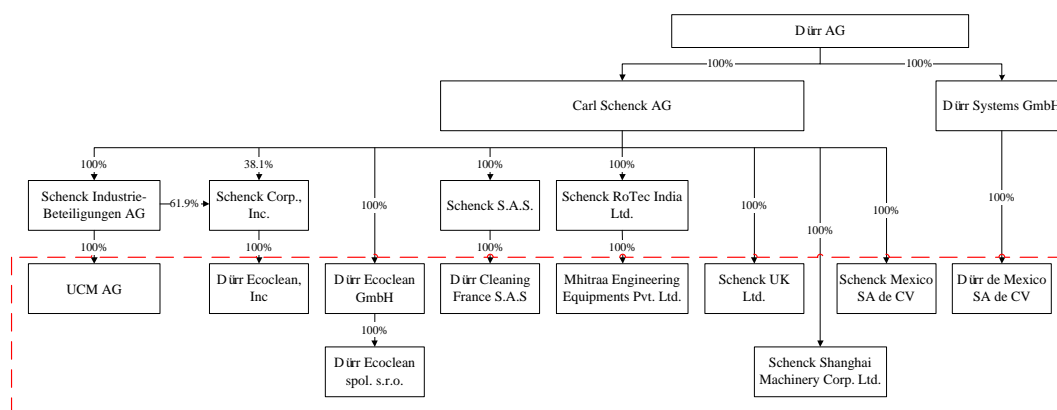 Dürr AG
100%
100%
Carl Schenck AG
Dürr Systems GmbH
100%
38.1%
100%
100%
Schenck Industrie-
Beteiligungen AG
61.9%
Schenck Corp.,
Inc.
100%
Schenck S.A.S.
Schenck RoTec India
Ltd.
100%
100%
100%
100%
100%
100%
100%
100%
100%
UCM AG
Dürr Ecoclean,
Inc
Dürr Ecoclean
GmbH
Dürr Cleaning
France S.A.S
Mhitraa Engineering
Equipments Pvt. Ltd.
Schenck UK
Ltd.
Schenck Mexico
SA de CV
Dürr de Mexico
SA de CV
100%
Dürr Ecoclean
spol. s.r.o.
Schenck Shanghai
Machinery Corp. Ltd.